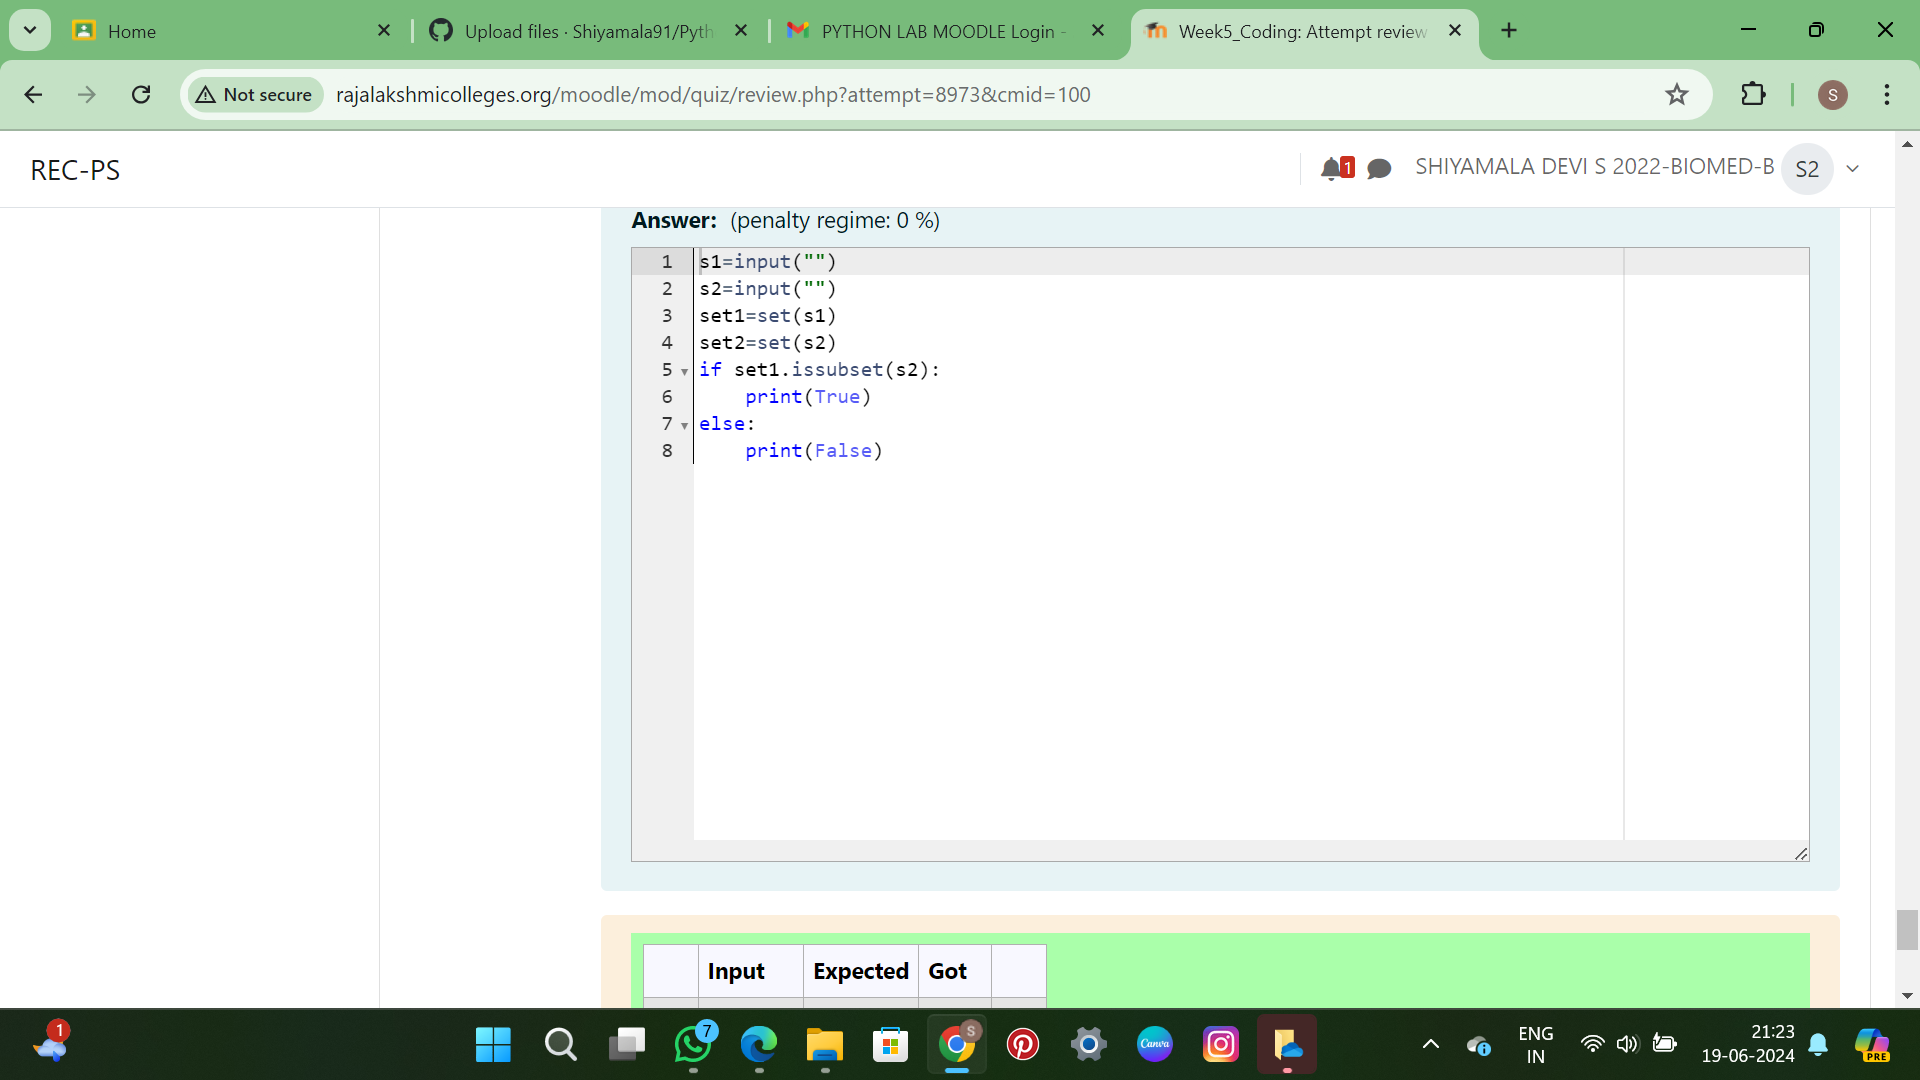 Home
Upload files · Shiyamala91/Pyth
PYTHON LAB MOODLE Login -
Week5_Coding: Attempt review
Not secure
rajalakshmicolleges.org/moodle/mod/quiz/review.php?attempt=8973&cmid=100
S
REC-PS
1
SHIYAMALA DEVI S 2022-BIOMED-B
S2
Answer: (penalty regime: 0 %)
1 s1=input("")
2 s2=input("")
3 set1=set(s1)
4 set2=set(s2)
5 if set1.issubset(s2):
6     print(True)
7 else:
8     print(False)
Input Expected Got
1
7
S
Canva
ENG
IN
21:23
19-06-2024
PRE